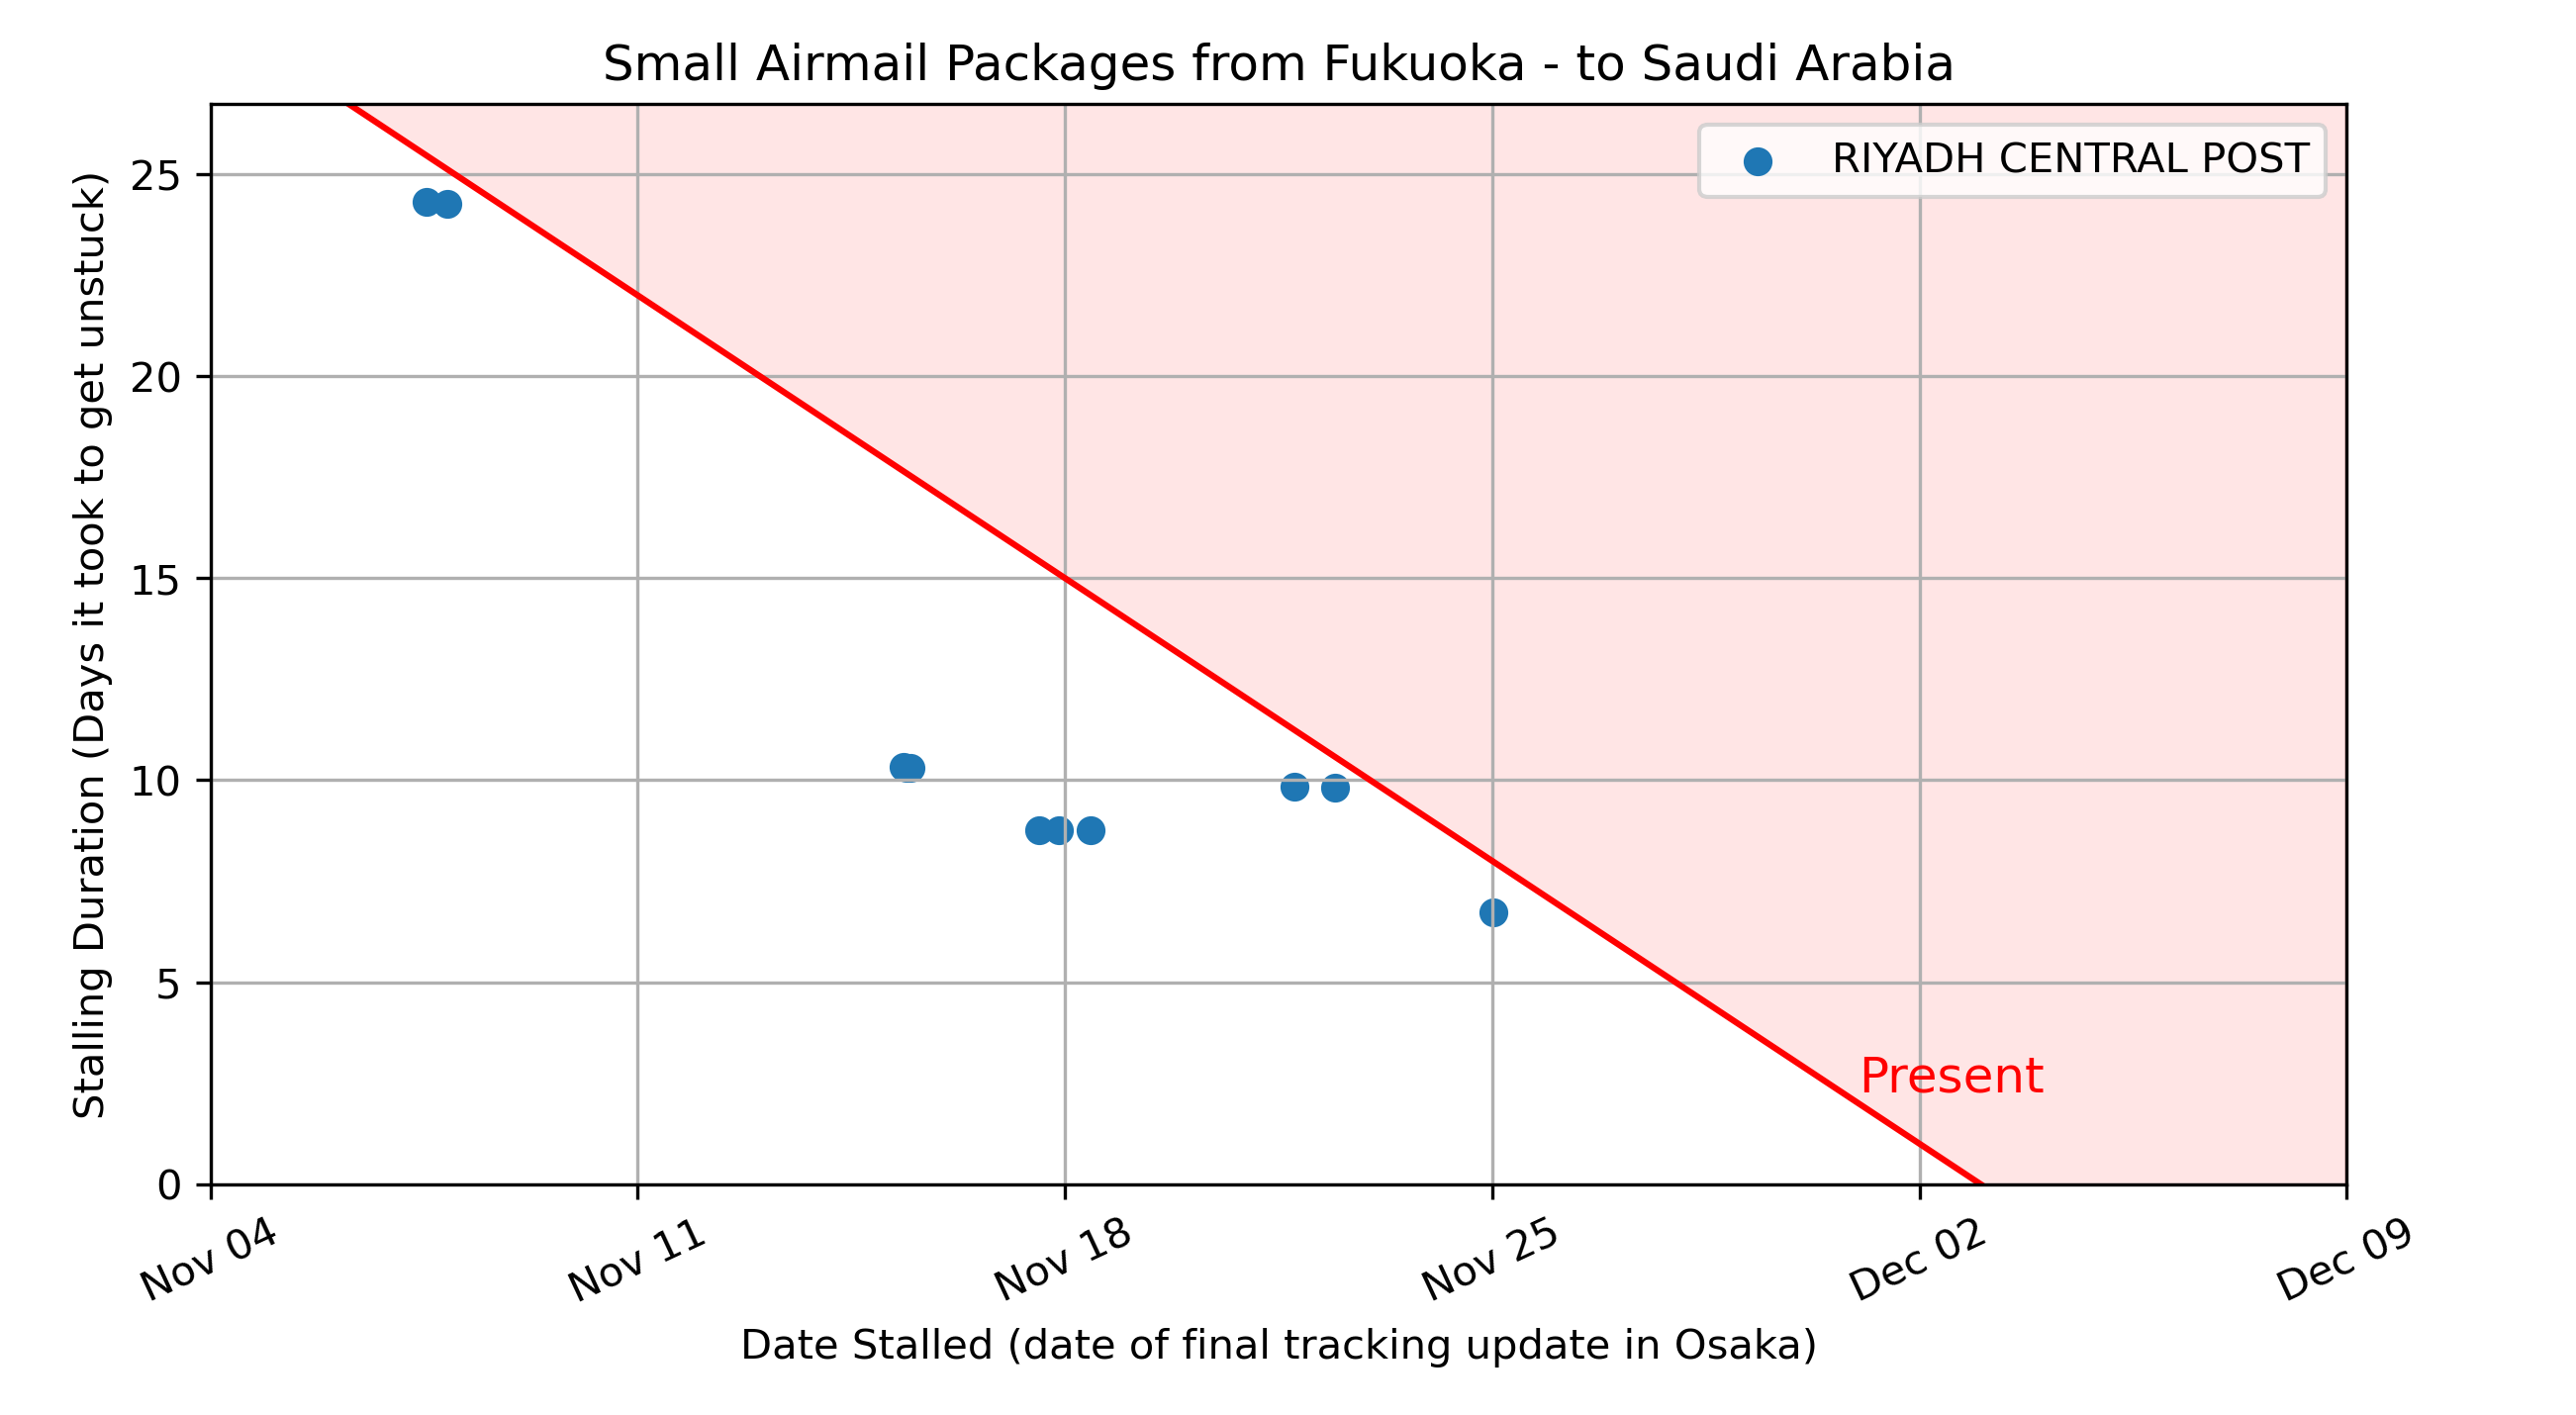 Small Airmail Packages from Fukuoka - to Saudi Arabia
RIYADH CENTRAL POST
Stalling Duration (Days it took to get unstuck)
25
20
15
10
5
0
Present
Nov 04
Nov 11
Nov 18
Nov 25
Dec 02
Dec 09
Date Stalled (date of final tracking update in Osaka)